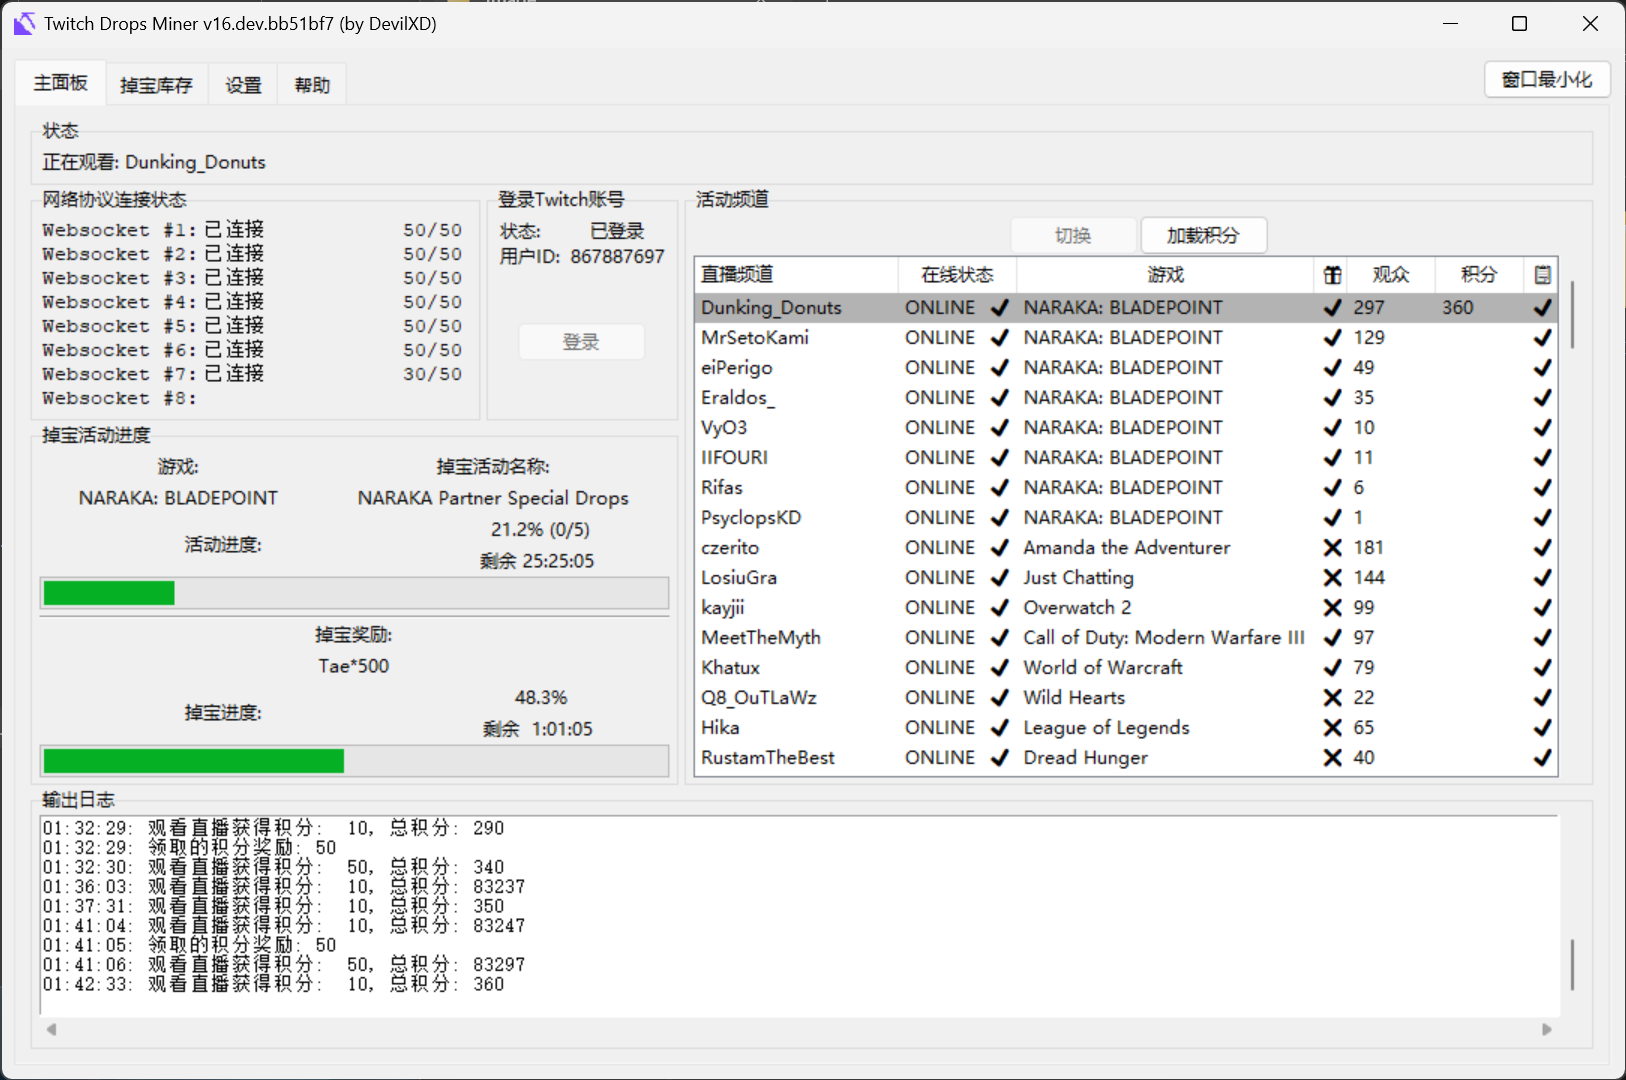 Twitch Drops Miner v16.dev.bb51bf7 (by DevilXD)
主面板 掉宝库存 设置 帮助 窗口最小化
状态
正在观看: Dunking_Donuts
网络协议连接状态
Websocket #1: 已连接 50/50
Websocket #2: 已连接 50/50
Websocket #3: 已连接 50/50
Websocket #4: 已连接 50/50
Websocket #5: 已连接 50/50
Websocket #6: 已连接 50/50
Websocket #7: 已连接 30/50
Websocket #8:
登录Twitch账号
状态: 已登录
用户ID: 867887697
登录
掉宝活动进度
游戏: 掉宝活动名称:
NARAKA: BLADEPOINT NARAKA Partner Special Drops
活动进度: 21.2% (0/5)
剩余 25:25:05
掉宝奖励:
Tae*500
掉宝进度: 48.3%
剩余 1:01:05
活动频道
切换 加载积分
直播频道 在线状态 游戏 观众 积分
Dunking_Donuts ONLINE ✔ NARAKA: BLADEPOINT ✔ 297 360 ✔
MrSetoKami ONLINE ✔ NARAKA: BLADEPOINT ✔ 129 ✔
eiPerigo ONLINE ✔ NARAKA: BLADEPOINT ✔ 49 ✔
Eraldos_ ONLINE ✔ NARAKA: BLADEPOINT ✔ 35 ✔
VyO3 ONLINE ✔ NARAKA: BLADEPOINT ✔ 10 ✔
IIFOURI ONLINE ✔ NARAKA: BLADEPOINT ✔ 11 ✔
Rifas ONLINE ✔ NARAKA: BLADEPOINT ✔ 6 ✔
PsyclopsKD ONLINE ✔ NARAKA: BLADEPOINT ✔ 1 ✔
czerito ONLINE ✔ Amanda the Adventurer ❌ 181 ✔
LosiuGra ONLINE ✔ Just Chatting ❌ 144 ✔
kayjii ONLINE ✔ Overwatch 2 ❌ 99 ✔
MeetTheMyth ONLINE ✔ Call of Duty: Modern Warfare III ✔ 97 ✔
Khatux ONLINE ✔ World of Warcraft ✔ 79 ✔
Q8_OuTLaWz ONLINE ✔ Wild Hearts ❌ 22 ✔
Hika ONLINE ✔ League of Legends ❌ 65 ✔
RustamTheBest ONLINE ✔ Dread Hunger ❌ 40 ✔
输出日志
01:32:29: 观看直播获得积分: 10, 总积分: 290
01:32:29: 领取的积分奖励: 50
01:32:30: 观看直播获得积分: 50, 总积分: 340
01:36:03: 观看直播获得积分: 10, 总积分: 83237
01:37:31: 观看直播获得积分: 10, 总积分: 350
01:41:04: 观看直播获得积分: 10, 总积分: 83247
01:41:05: 领取的积分奖励: 50
01:41:06: 观看直播获得积分: 50, 总积分: 83297
01:42:33: 观看直播获得积分: 10, 总积分: 360